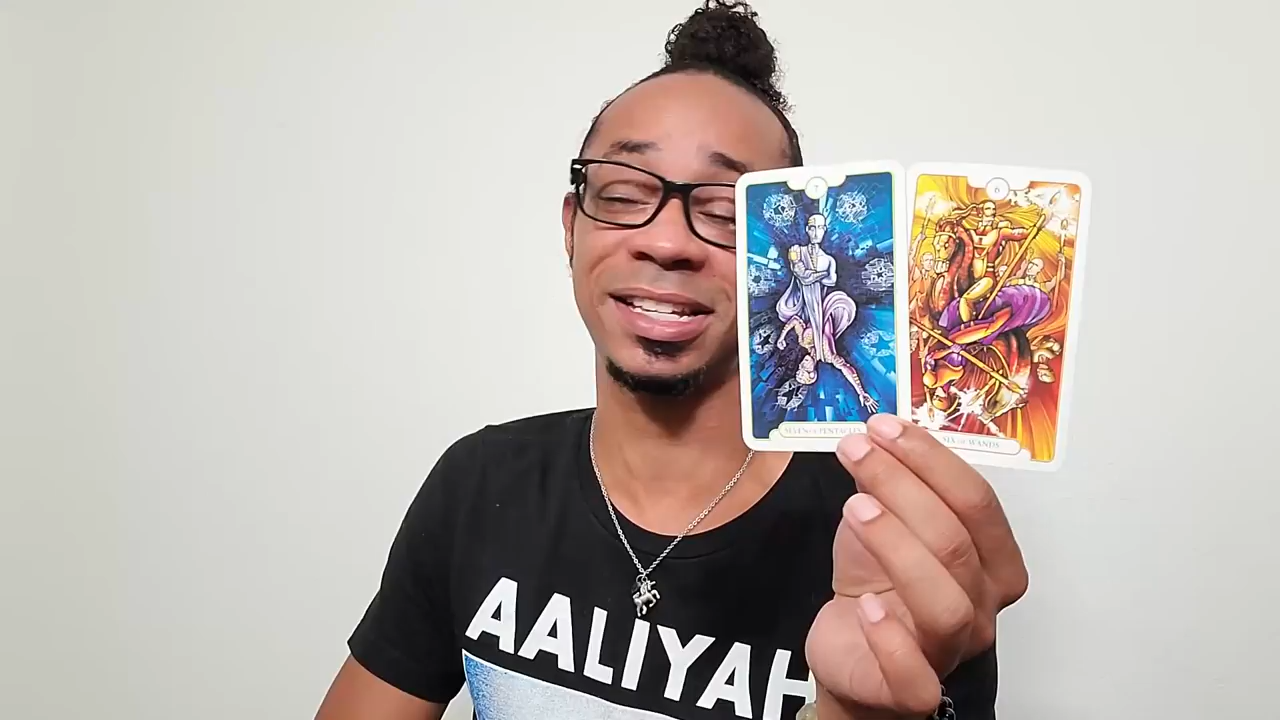 7
6
SEVEN OF PENTACLES
SIX OF WANDS
AALIYAH